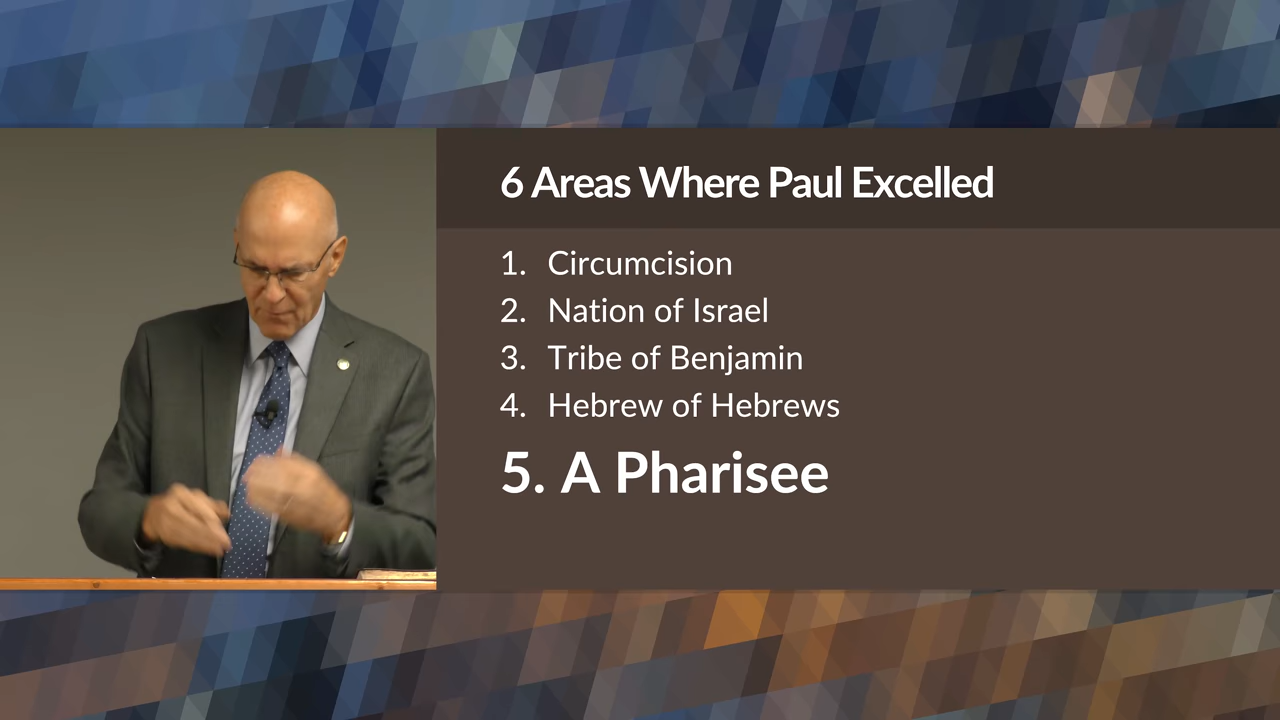 6 Areas Where Paul Excelled
1. Circumcision
2. Nation of Israel
3. Tribe of Benjamin
4. Hebrew of Hebrews
5. A Pharisee